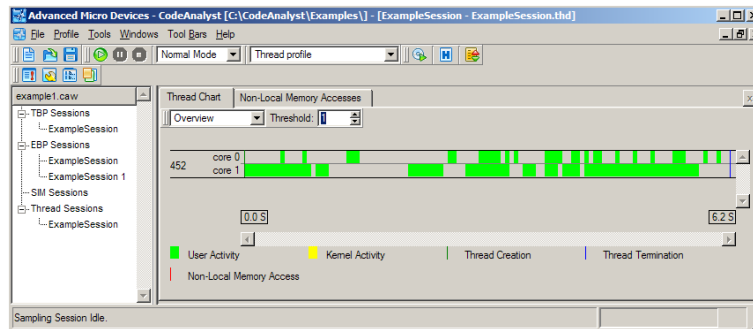 Advanced Micro Devices - CodeAnalyst [C:\CodeAnalyst\Examples\] - [ExampleSession - ExampleSession.thd]
File Profile Tools Windows Tool Bars Help
Normal Mode Thread profile
example1.caw
TBP Sessions
ExampleSession
EBP Sessions
ExampleSession
ExampleSession 1
SIM Sessions
Thread Sessions
ExampleSession
Thread Chart Non-Local Memory Accesses
Overview Threshold: 1
452 core 0
core 1
0.0 S 6.2 S
User Activity Kernel Activity Thread Creation Thread Termination
Non-Local Memory Access
Sampling Session Idle.